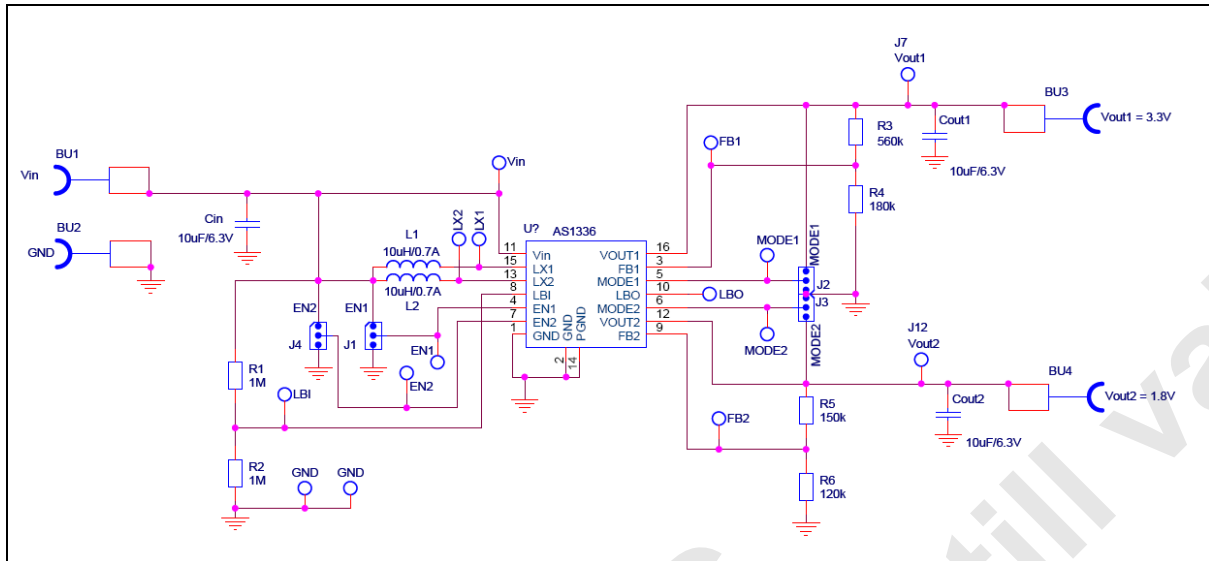 J7
Vout1
BU3
Vout1 = 3.3V
Cout1
10uF/6.3V
R3
560k
R4
180k
FB1
BU1
Vin
BU2
GND
Cin
10uF/6.3V
Vin
LX2
LX1
L1
10uH/0.7A
10uH/0.7A
L2
U?
AS1336
11
15
13
8
4
7
1
Vin
LX1
LX2
LBI
EN1
EN2
GND
GND
PGND
2
14
VOUT1
FB1
MODE1
LBO
MODE2
VOUT2
FB2
16
3
5
10
6
12
9
MODE1
LBO
MODE2
MODE1
J2
J3
MODE2
EN2
J4
EN1
J1
EN1
EN2
R1
1M
LBI
R2
1M
GND
GND
J12
Vout2
BU4
Vout2 = 1.8V
Cout2
10uF/6.3V
R5
150k
FB2
R6
120k
still va